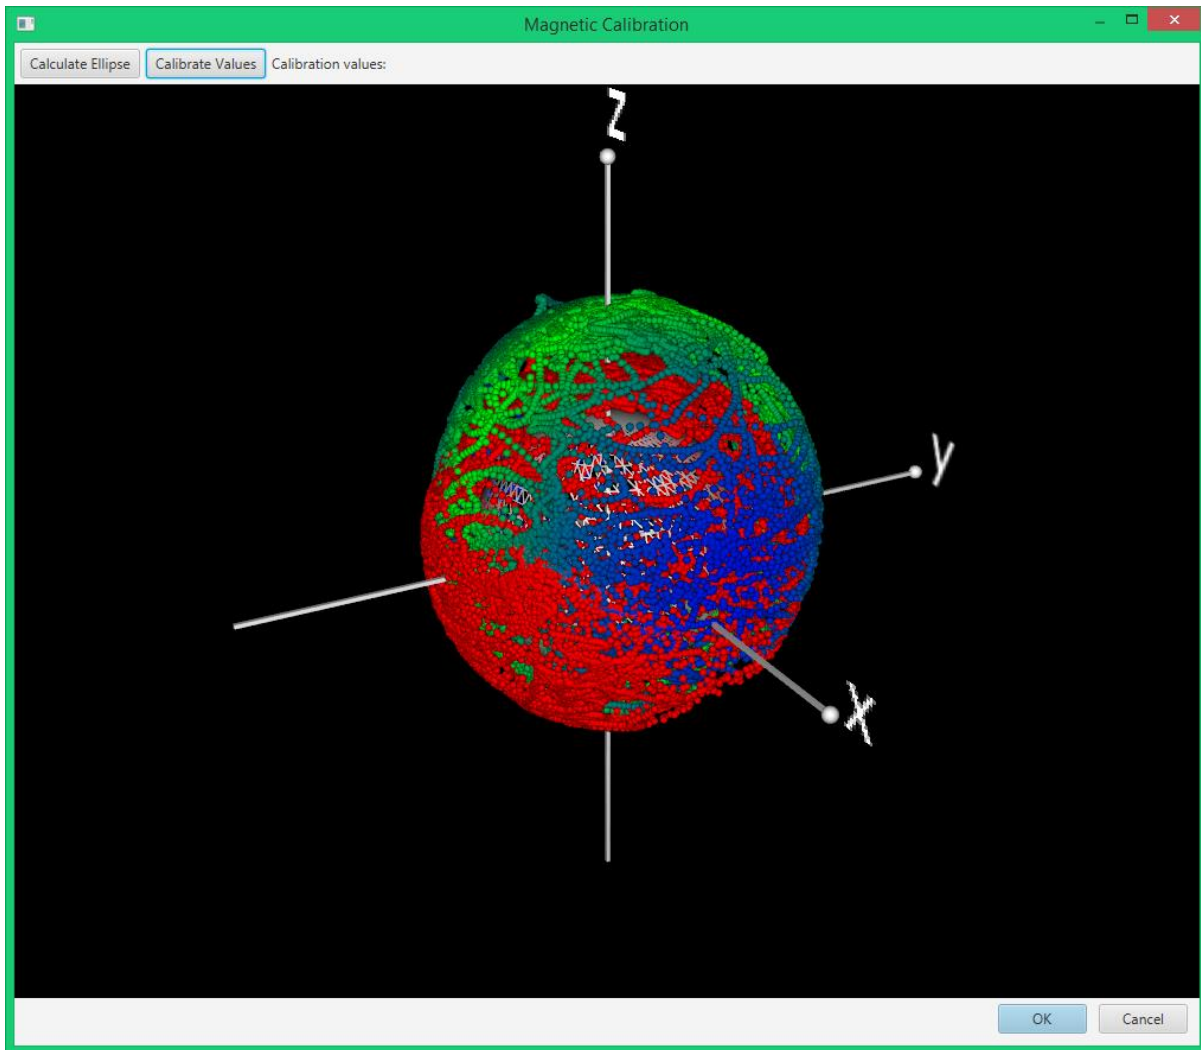 Magnetic Calibration
Calculate Ellipse Calibrate Values Calibration values:
Z
y
X
OK Cancel